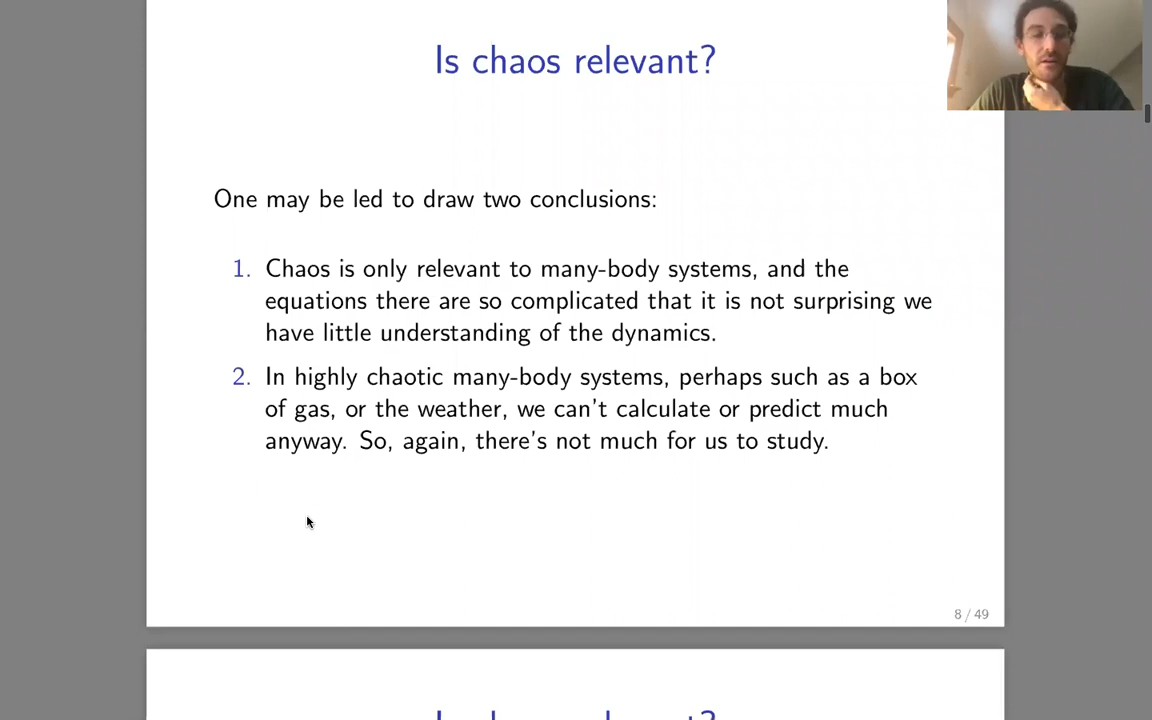 Is chaos relevant?
One may be led to draw two conclusions:
1. Chaos is only relevant to many-body systems, and the
equations there are so complicated that it is not surprising we
have little understanding of the dynamics.
2. In highly chaotic many-body systems, perhaps such as a box
of gas, or the weather, we can't calculate or predict much
anyway. So, again, there's not much for us to study.
8 / 49